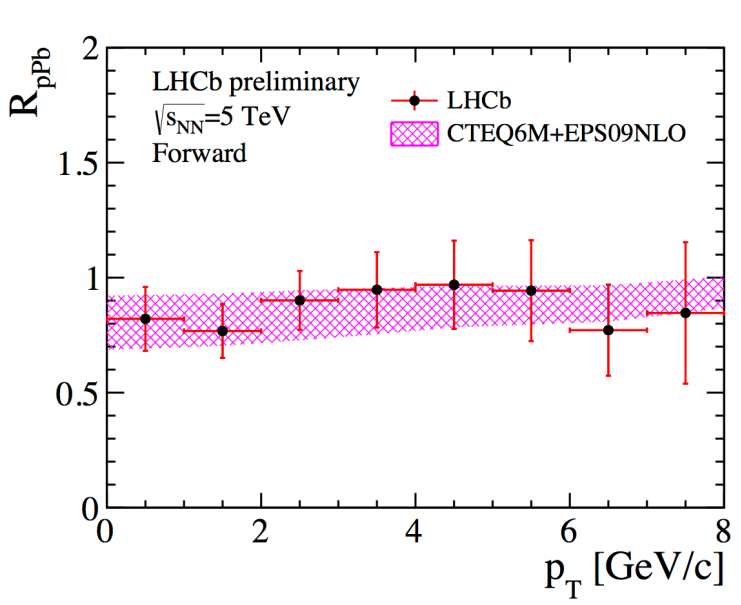 2
R_pPb
LHCb preliminary
√s_NN=5 TeV
Forward
LHCb
CTEQ6M+EPS09NLO
1.5
1
0.5
0
0 2 4 6 8
p_T [GeV/c]